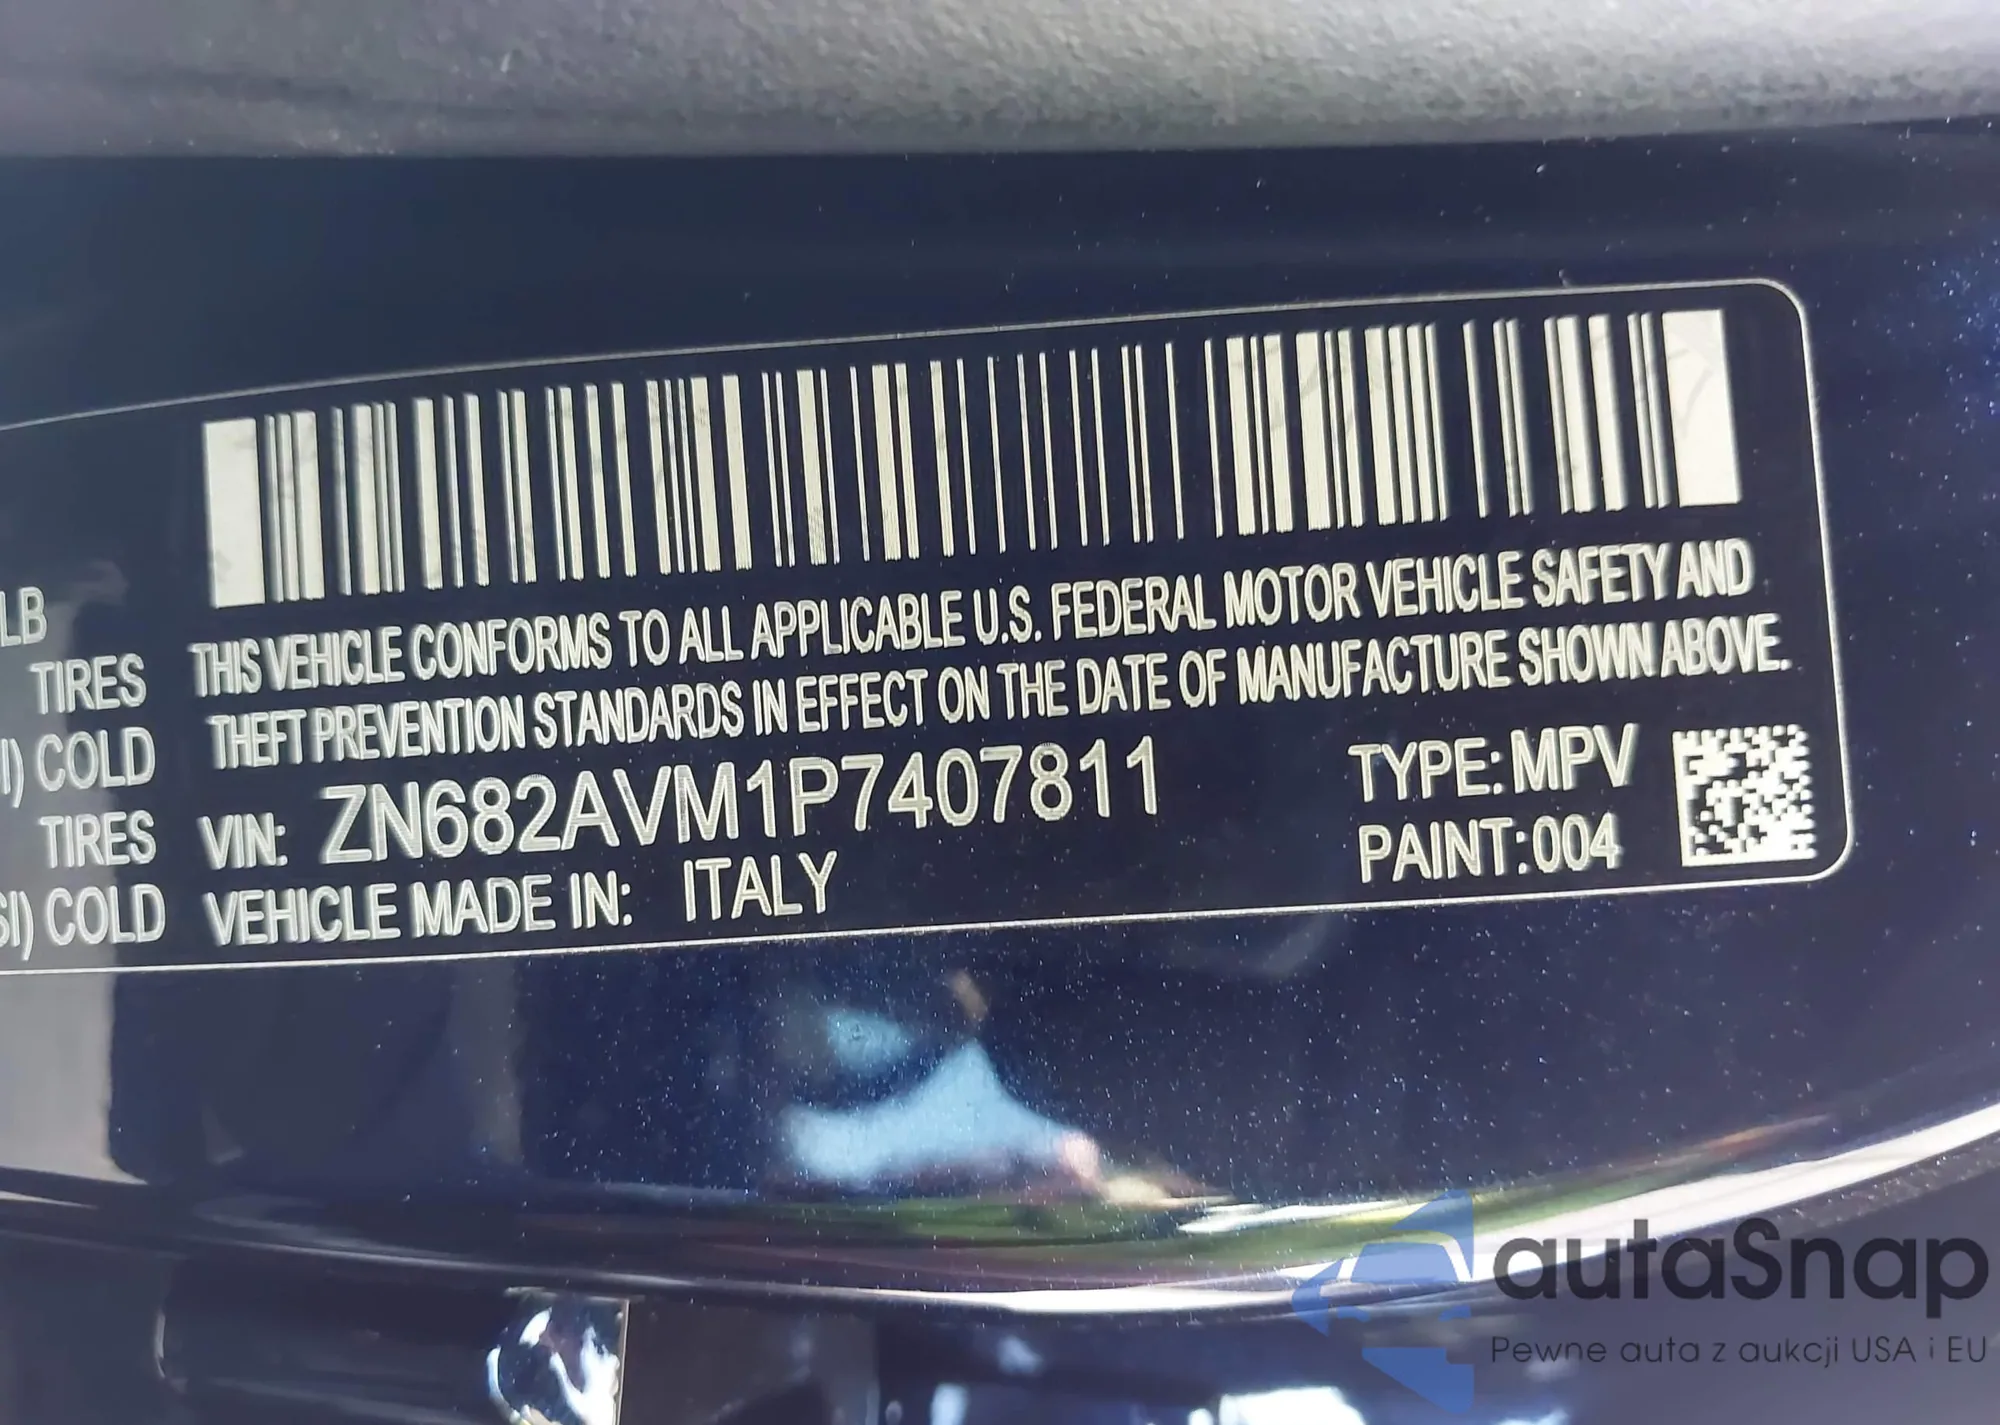 LB
TIRES
I) COLD
TIRES
SI) COLD
THIS VEHICLE CONFORMS TO ALL APPLICABLE U.S. FEDERAL MOTOR VEHICLE SAFETY AND
THEFT PREVENTION STANDARDS IN EFFECT ON THE DATE OF MANUFACTURE SHOWN ABOVE.
VIN: ZN682AVM1P7407811
TYPE: MPV
VEHICLE MADE IN: ITALY
PAINT: 004
autaSnap
Pewne auta z aukcji USA i EU